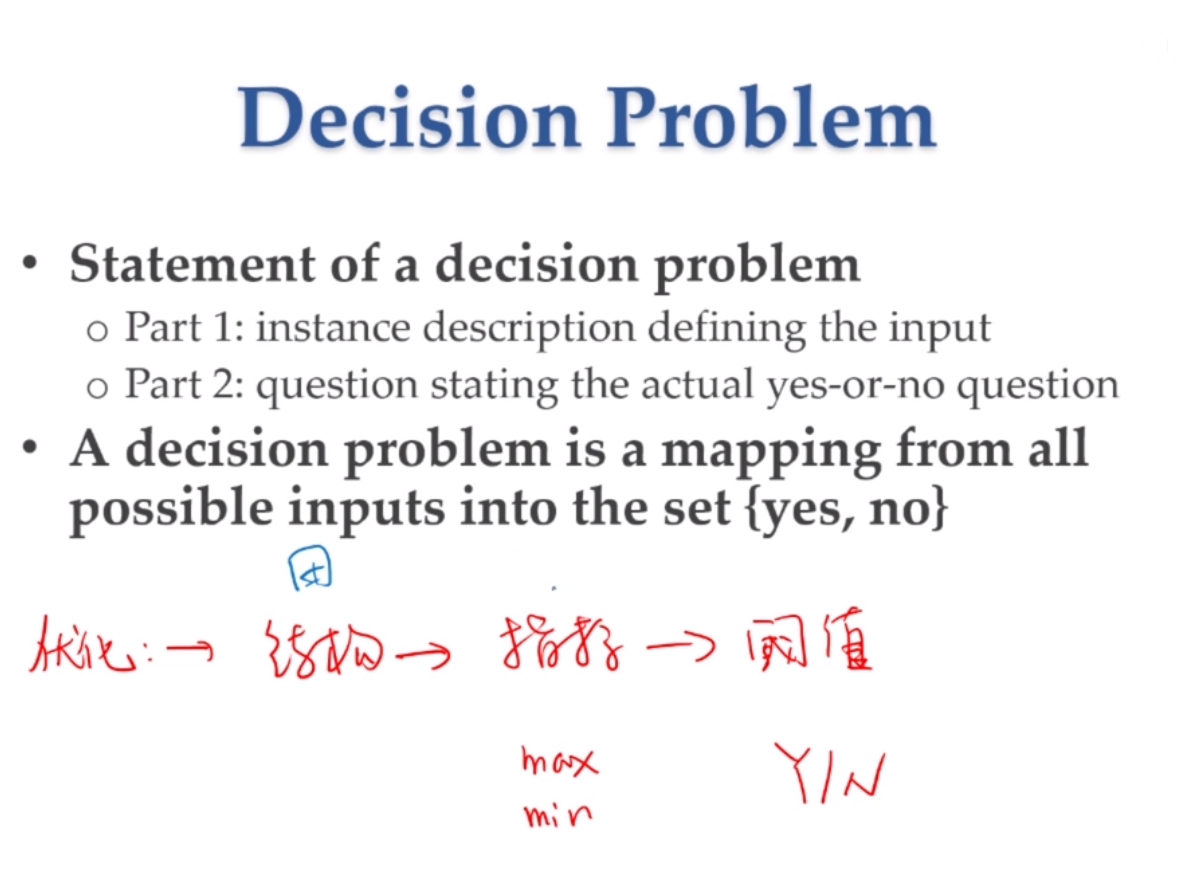 Decision Problem
• Statement of a decision problem
o Part 1: instance description defining the input
o Part 2: question stating the actual yes-or-no question
• A decision problem is a mapping from all
possible inputs into the set {yes, no}
优化: → 结构 → 指标 → 阈值
max Y/N
min